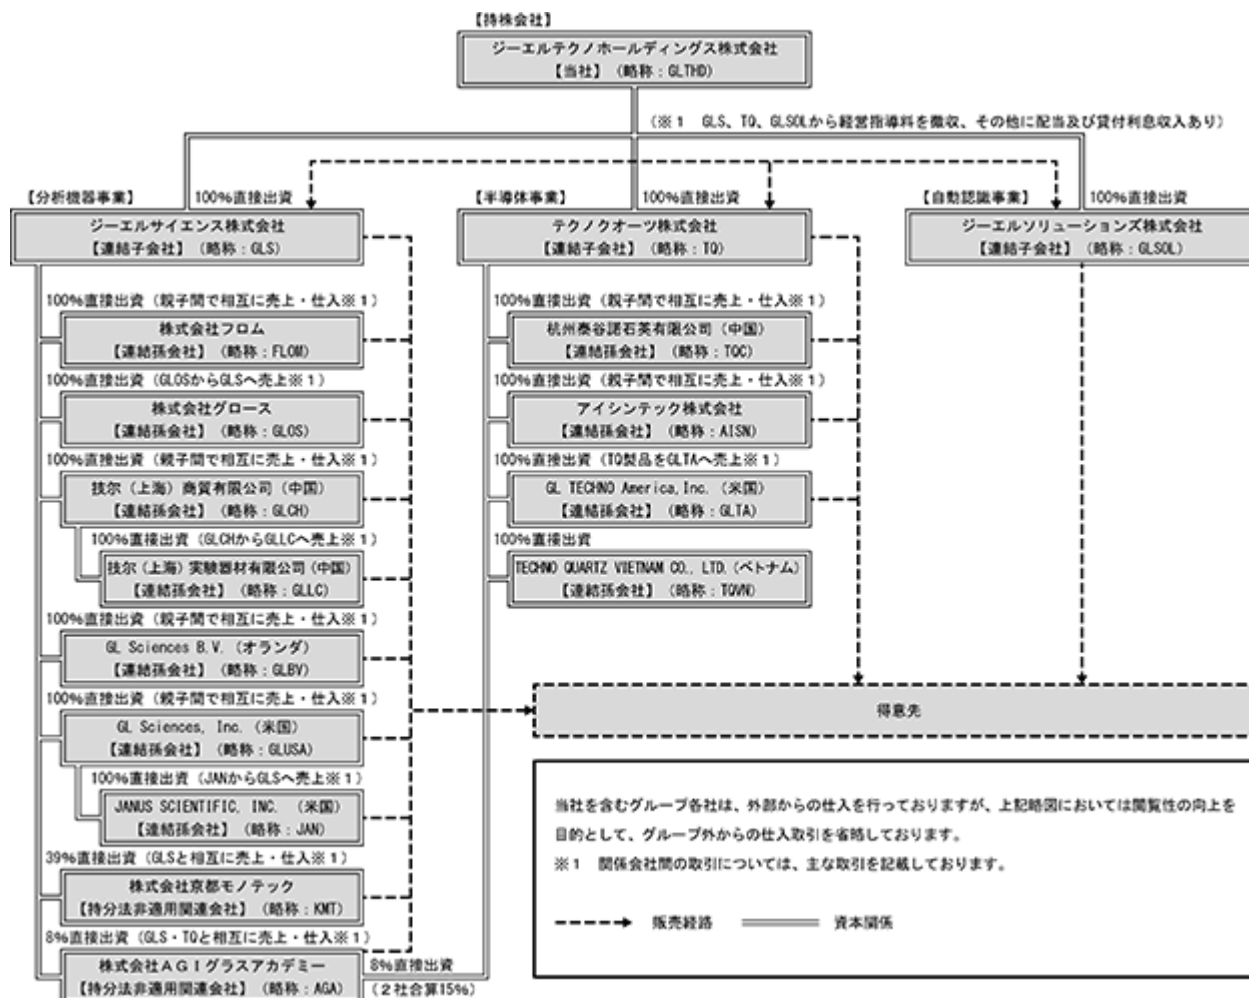 【持株会社】
ジーエルテクノホールディングス株式会社
【当社】（略称：GLTHD）
（※１ GLS、TQ、GLSOLから経営指導料を徴収、その他に配当及び貸付利息収入あり）
【分析機器事業】
100%直接出資
ジーエルサイエンス株式会社
【連結子会社】（略称：GLS）
100%直接出資（親子間で相互に売上・仕入※１）
株式会社フロム
【連結孫会社】（略称：FLOM）
100%直接出資（GLOSからGLSへ売上※１）
株式会社グロース
【連結孫会社】（略称：GLOS）
100%直接出資（親子間で相互に売上・仕入※１）
技尔（上海）商貿有限公司（中国）
【連結孫会社】（略称：GLCH）
100%直接出資（GLCHからGLLCへ売上※１）
技尔（上海）実験器材有限公司（中国）
【連結孫会社】（略称：GLLC）
100%直接出資（親子間で相互に売上・仕入※１）
GL Sciences B.V.（オランダ）
【連結孫会社】（略称：GLBV）
100%直接出資（親子間で相互に売上・仕入※１）
GL Sciences, Inc.（米国）
【連結孫会社】（略称：GLUSA）
100%直接出資（JANからGLSへ売上※１）
JANUS SCIENTIFIC, INC.（米国）
【連結孫会社】（略称：JAN）
39%直接出資（GLSと相互に売上・仕入※１）
株式会社京都モノテック
【持分法非適用関連会社】（略称：KMT）
8%直接出資（GLS・TQと相互に売上・仕入※１）
株式会社ＡＧＩグラスアカデミー
【持分法非適用関連会社】（略称：AGA）
8%直接出資
（２社合算15%）
【半導体事業】
100%直接出資
テクノクオーツ株式会社
【連結子会社】（略称：TQ）
100%直接出資（親子間で相互に売上・仕入※１）
杭州泰谷諾石英有限公司（中国）
【連結孫会社】（略称：TQC）
100%直接出資（親子間で相互に売上・仕入※１）
アイシンテック株式会社
【連結孫会社】（略称：AISN）
100%直接出資（TQ製品をGLTAへ売上※１）
GL TECHNO America, Inc.（米国）
【連結孫会社】（略称：GLTA）
100%直接出資
TECHNO QUARTZ VIETNAM CO., LTD.（ベトナム）
【連結孫会社】（略称：TQVN）
【自動認識事業】
100%直接出資
ジーエルソリューションズ株式会社
【連結子会社】（略称：GLSOL）
得意先
当社を含むグループ各社は、外部からの仕入を行っておりますが、上記略図においては閲覧性の向上を
目的として、グループ外からの仕入取引を省略しております。
※１ 関係会社間の取引については、主な取引を記載しております。
販売経路
資本関係